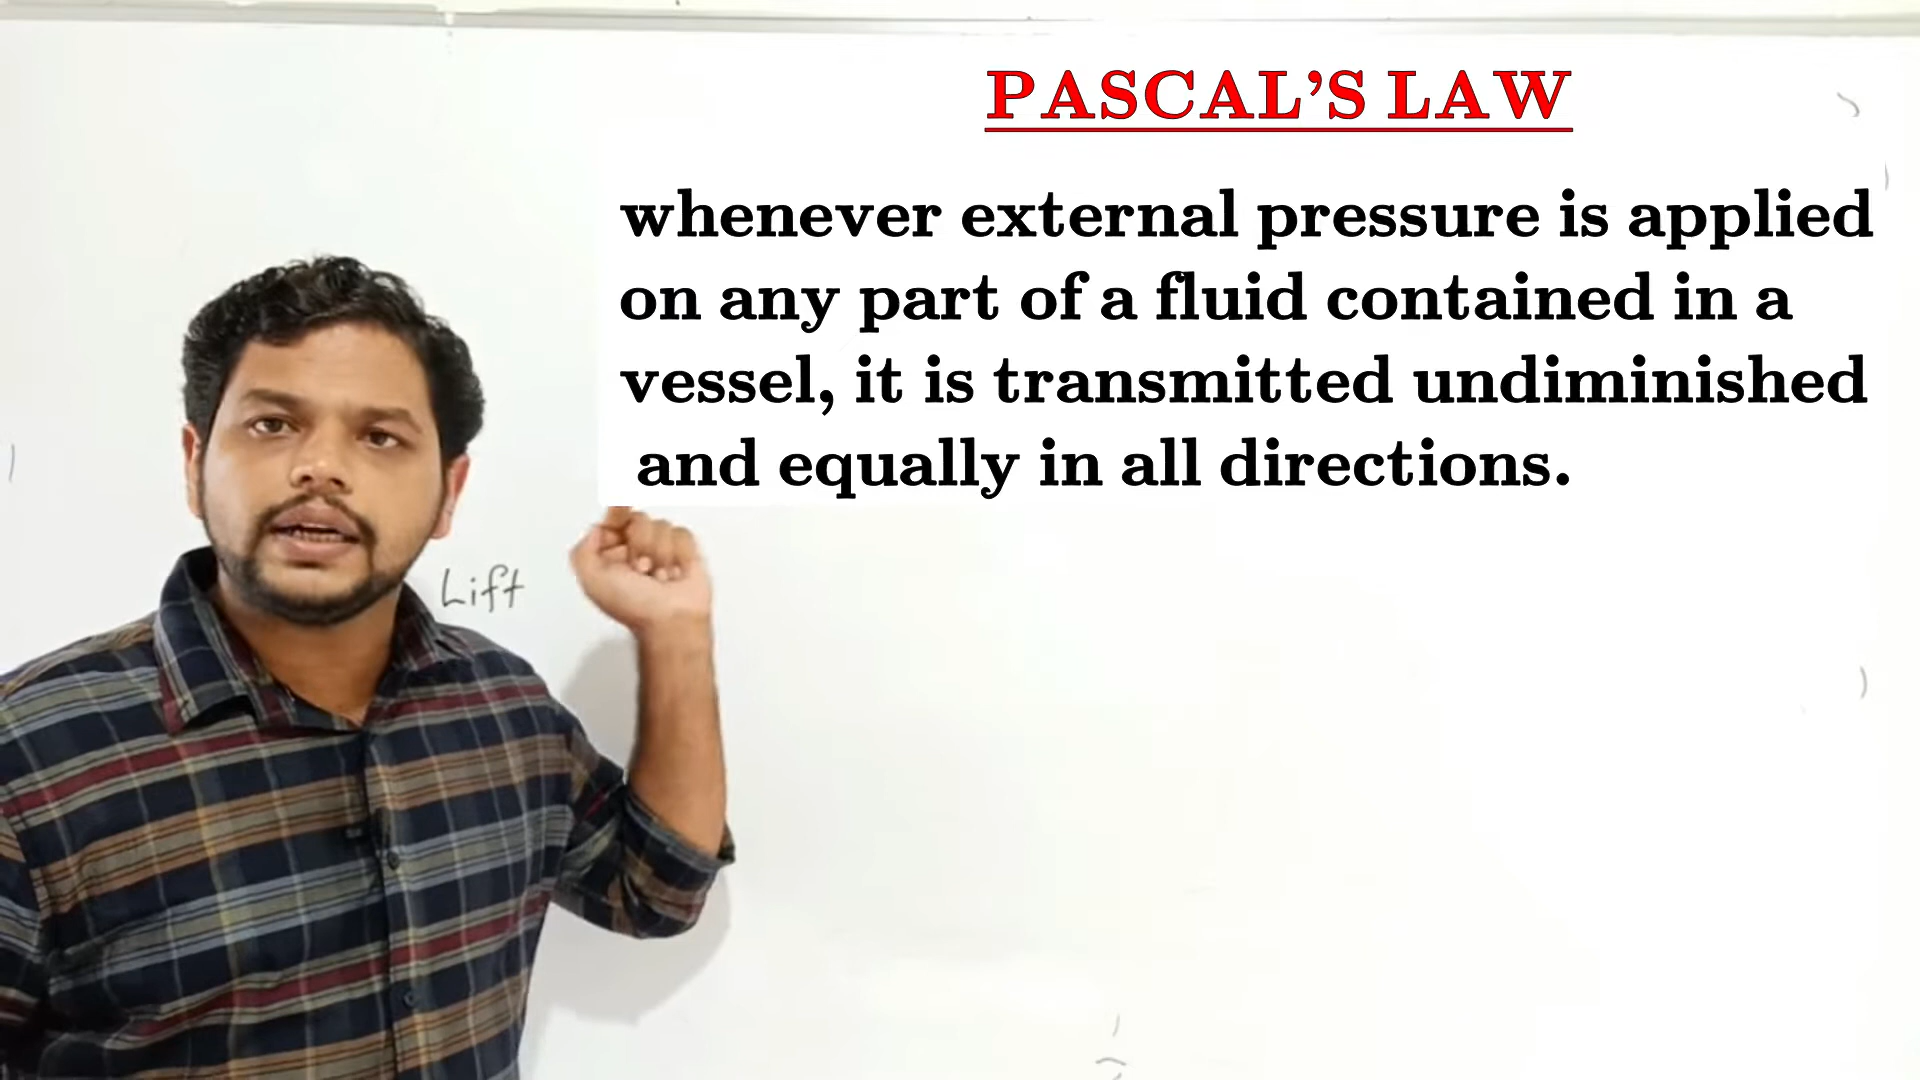 PASCAL'S LAW
whenever external pressure is applied
on any part of a fluid contained in a
vessel, it is transmitted undiminished
and equally in all directions.
Lift